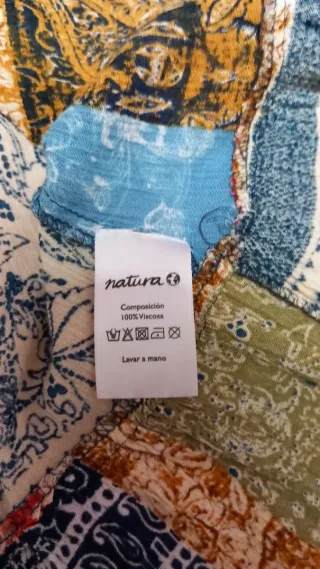 natura
Composición
100% Viscosa
Lavar a mano